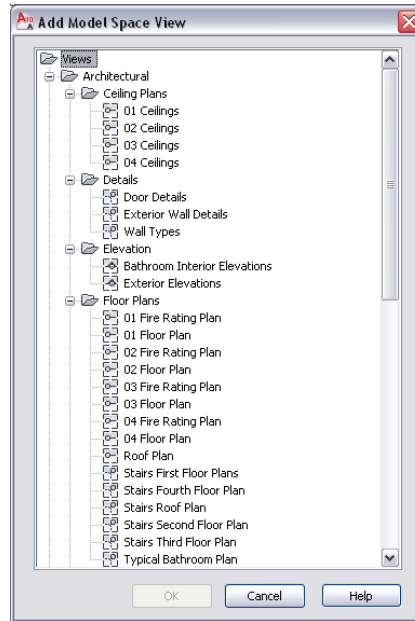 Add Model Space View
Views
Architectural
Ceiling Plans
01 Ceilings
02 Ceilings
03 Ceilings
04 Ceilings
Details
Door Details
Exterior Wall Details
Wall Types
Elevation
Bathroom Interior Elevations
Exterior Elevations
Floor Plans
01 Fire Rating Plan
01 Floor Plan
02 Fire Rating Plan
02 Floor Plan
03 Fire Rating Plan
03 Floor Plan
04 Fire Rating Plan
04 Floor Plan
Roof Plan
Stairs First Floor Plans
Stairs Fourth Floor Plan
Stairs Roof Plan
Stairs Second Floor Plan
Stairs Third Floor Plan
Typical Bathroom Plan
OK Cancel Help